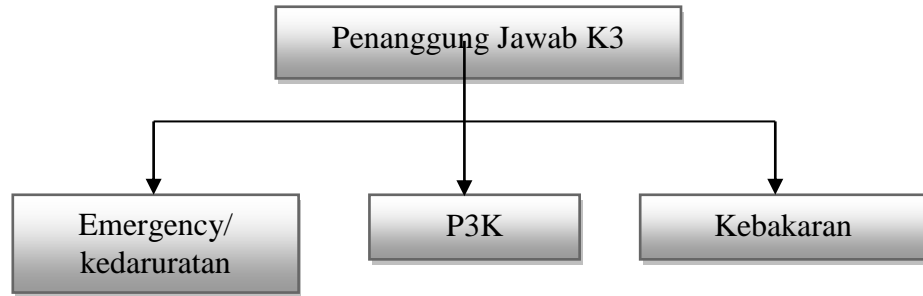 Penanggung Jawab K3
Emergency/
kedaruratan
P3K
Kebakaran